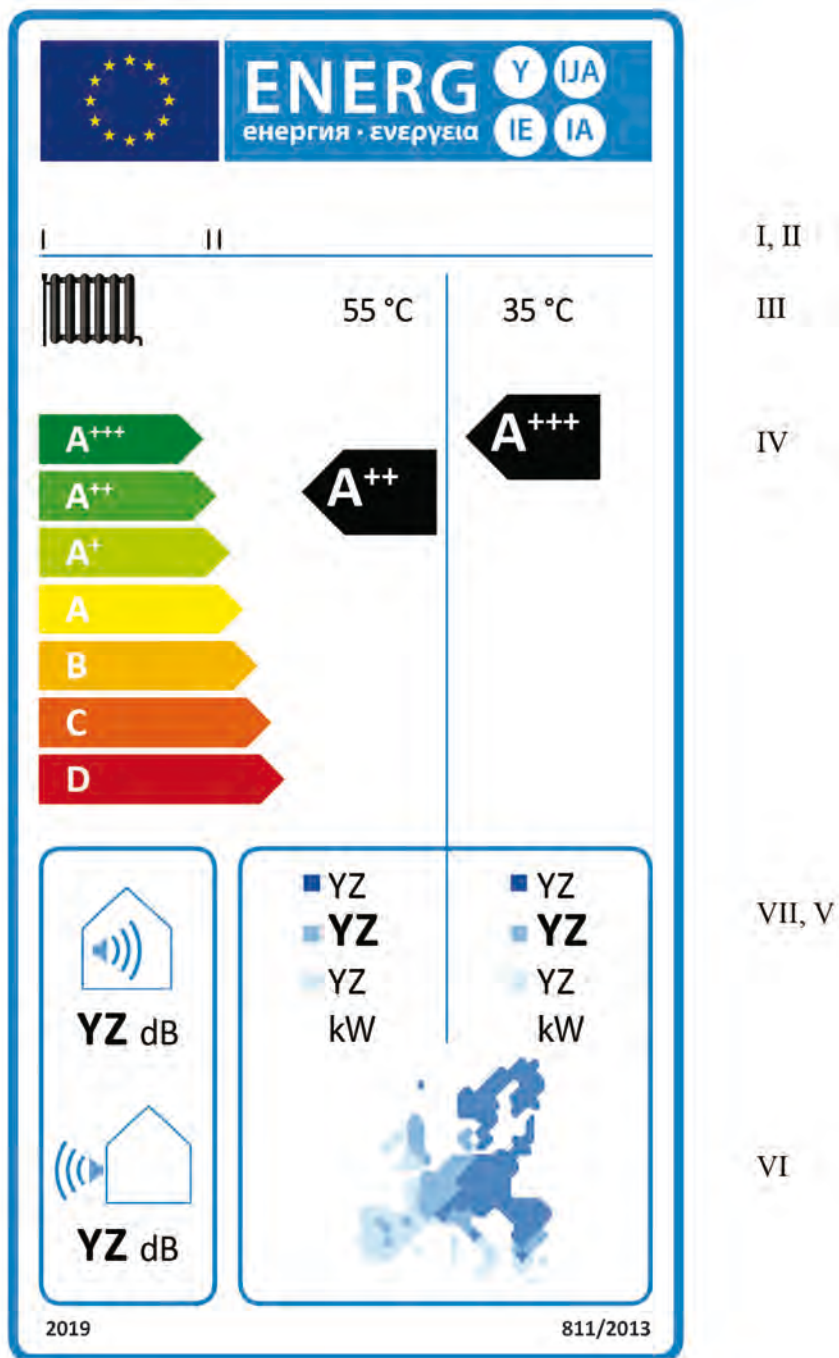 ENERG Y IJA
енергия · ενεργεια IE IA
I II I, II
55 °C 35 °C III
A+++ A+++ IV
A++ A++
A+
A
B
C
D
YZ YZ VII, V
YZ YZ
YZ YZ
kW kW
YZ dB
VI
YZ dB
2019 811/2013